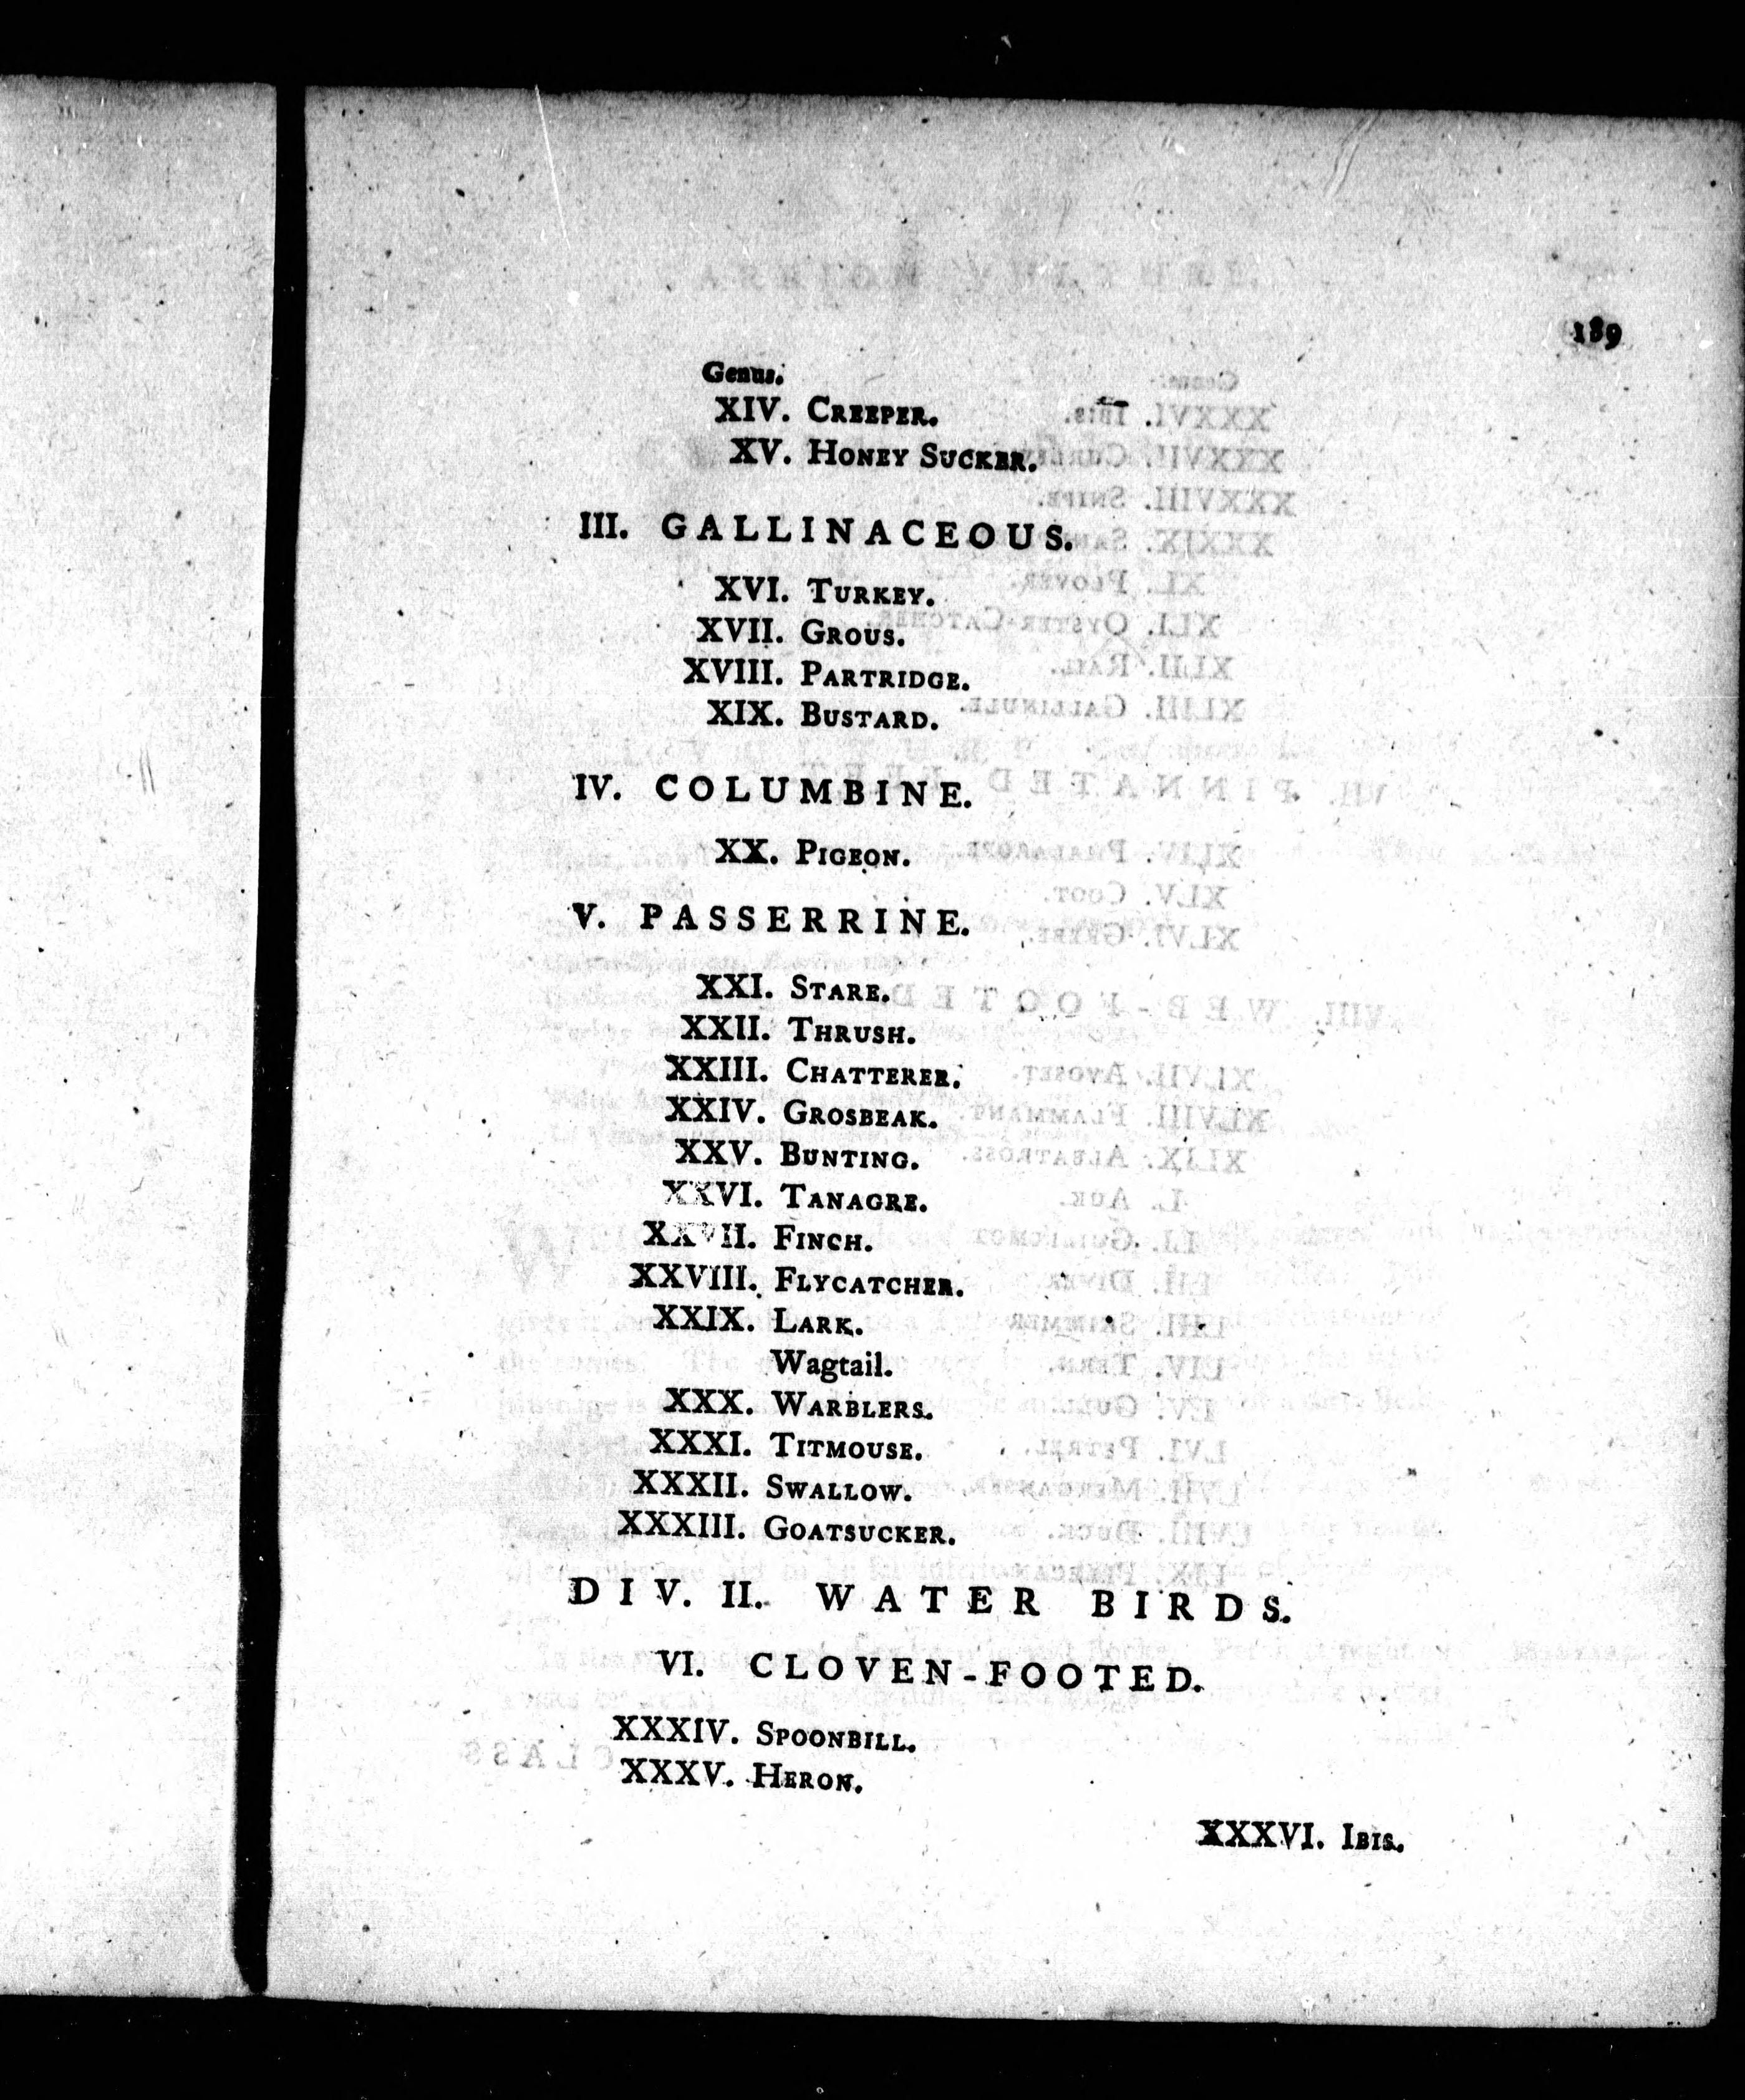 189
Genus.
XIV. CREEPER.
XV. HONEY SUCKER.
III. GALLINACEOUS.
XVI. TURKEY.
XVII. GROUS.
XVIII. PARTRIDGE.
XIX. BUSTARD.
IV. COLUMBINE.
XX. PIGEON.
V. PASSERRINE.
XXI. STARE.
XXII. THRUSH.
XXIII. CHATTERER.
XXIV. GROSBEAK.
XXV. BUNTING.
XXVI. TANAGRE.
XXVII. FINCH.
XXVIII. FLYCATCHER.
XXIX. LARK.
Wagtail.
XXX. WARBLERS.
XXXI. TITMOUSE.
XXXII. SWALLOW.
XXXIII. GOATSUCKER.
DIV. II. WATER BIRDS.
VI. CLOVEN-FOOTED.
XXXIV. SPOONBILL.
XXXV. HERON.
XXXVI. IBIS.